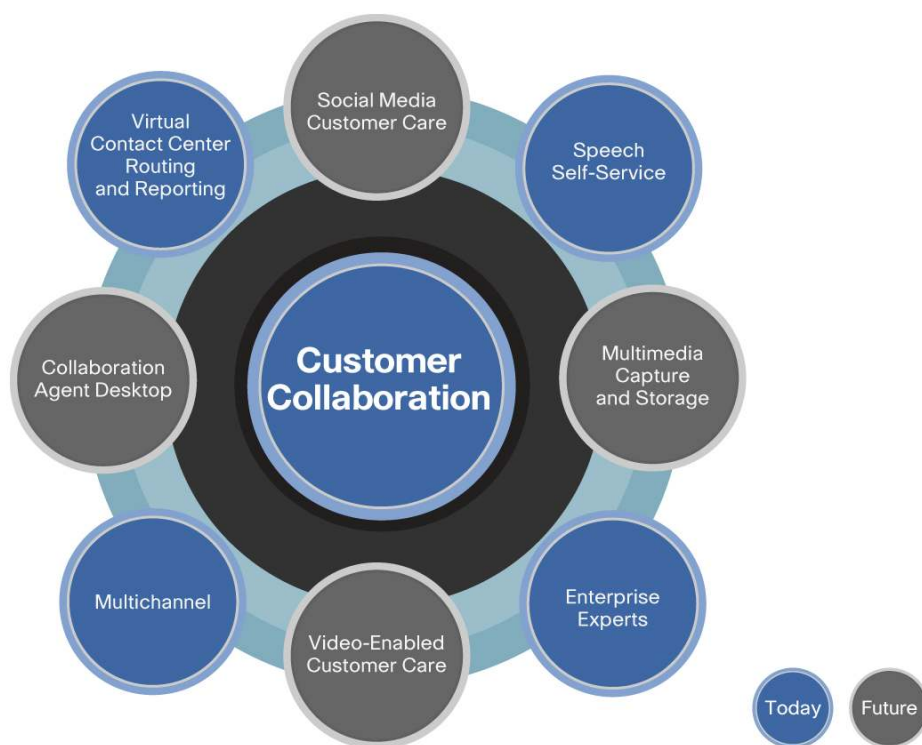 Social Media
Customer Care
Virtual
Contact Center
Routing
and Reporting
Speech
Self-Service
Collaboration
Agent Desktop
Customer
Collaboration
Multimedia
Capture
and Storage
Multichannel
Enterprise
Experts
Video-Enabled
Customer Care
Today
Future